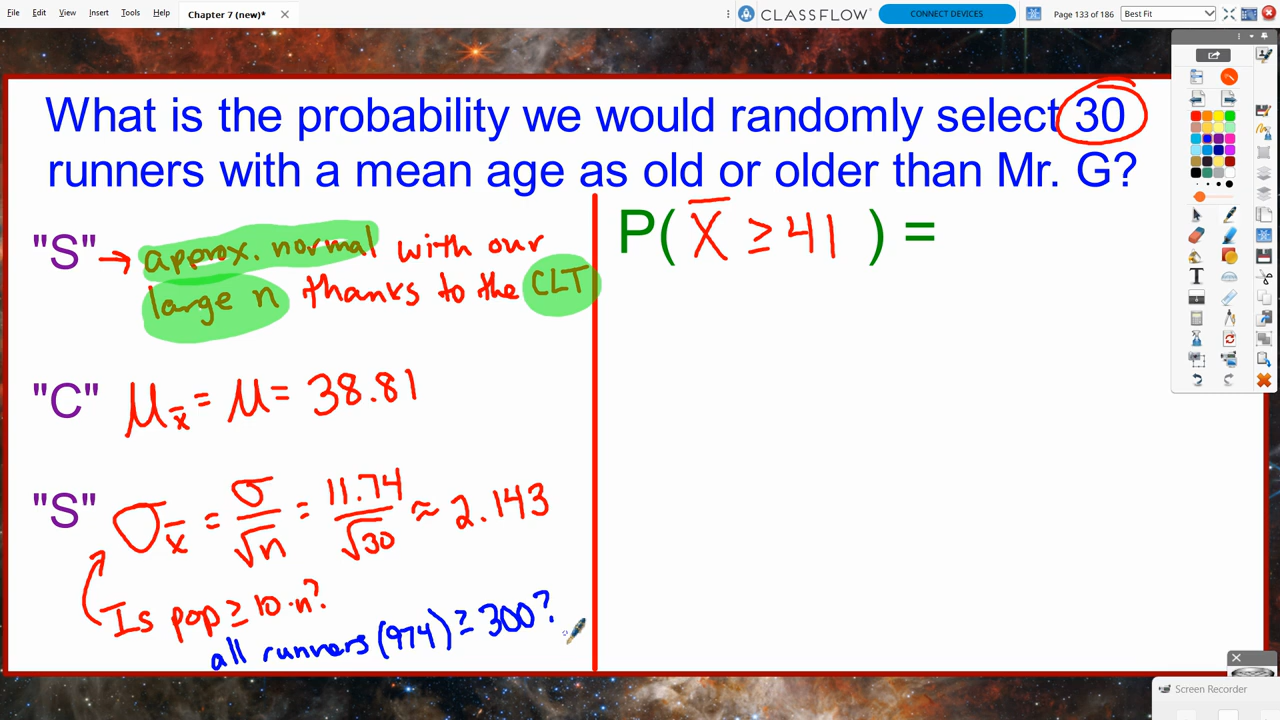 File Edit View Insert Tools Help Chapter 7 (new)* CLASSFLOW CONNECT DEVICES Page 133 of 186 Best Fit
What is the probability we would randomly select 30
runners with a mean age as old or older than Mr. G?
"S" → approx. normal with our
large n thanks to the CLT
"C" μx̄ = μ = 38.81
"S" σx̄ = σ/√n = 11.74/√30 ≈ 2.143
Is pop ≥ 10·n?
all runners (974) ≥ 300?
P( x̄ ≥ 41 ) =
T
Screen Recorder